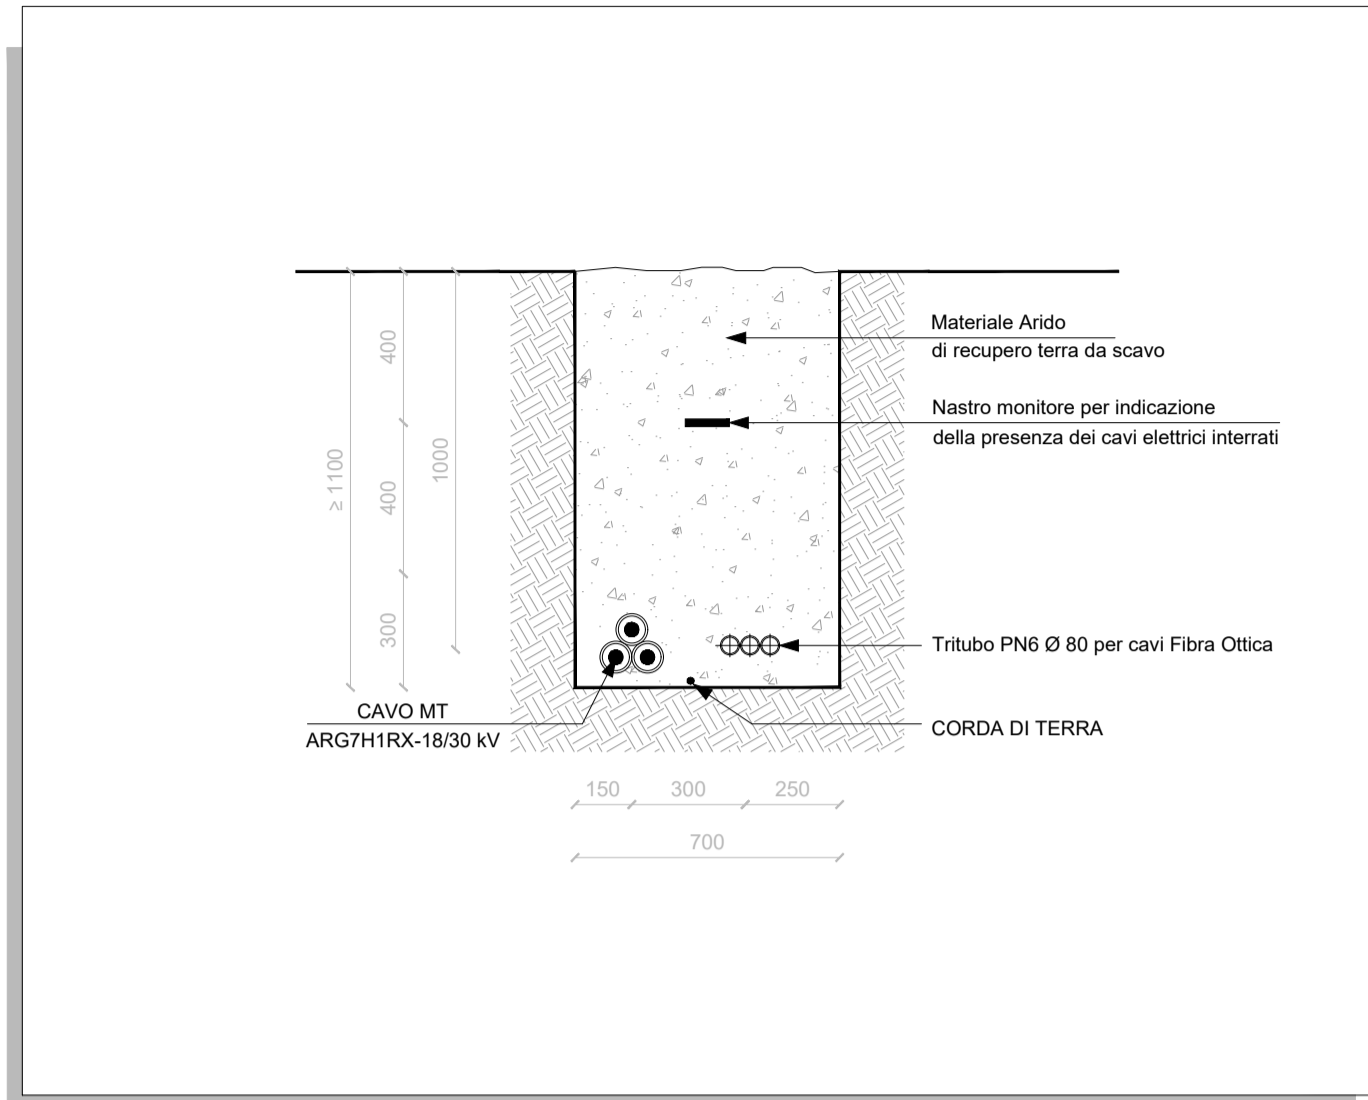 Materiale Arido
di recupero terra da scavo
Nastro monitore per indicazione
della presenza dei cavi elettrici interrati
400
≥ 1100
1000
400
300
Tritubo PN6 Ø 80 per cavi Fibra Ottica
CAVO MT
ARG7H1RX-18/30 kV
CORDA DI TERRA
150 300 250
700